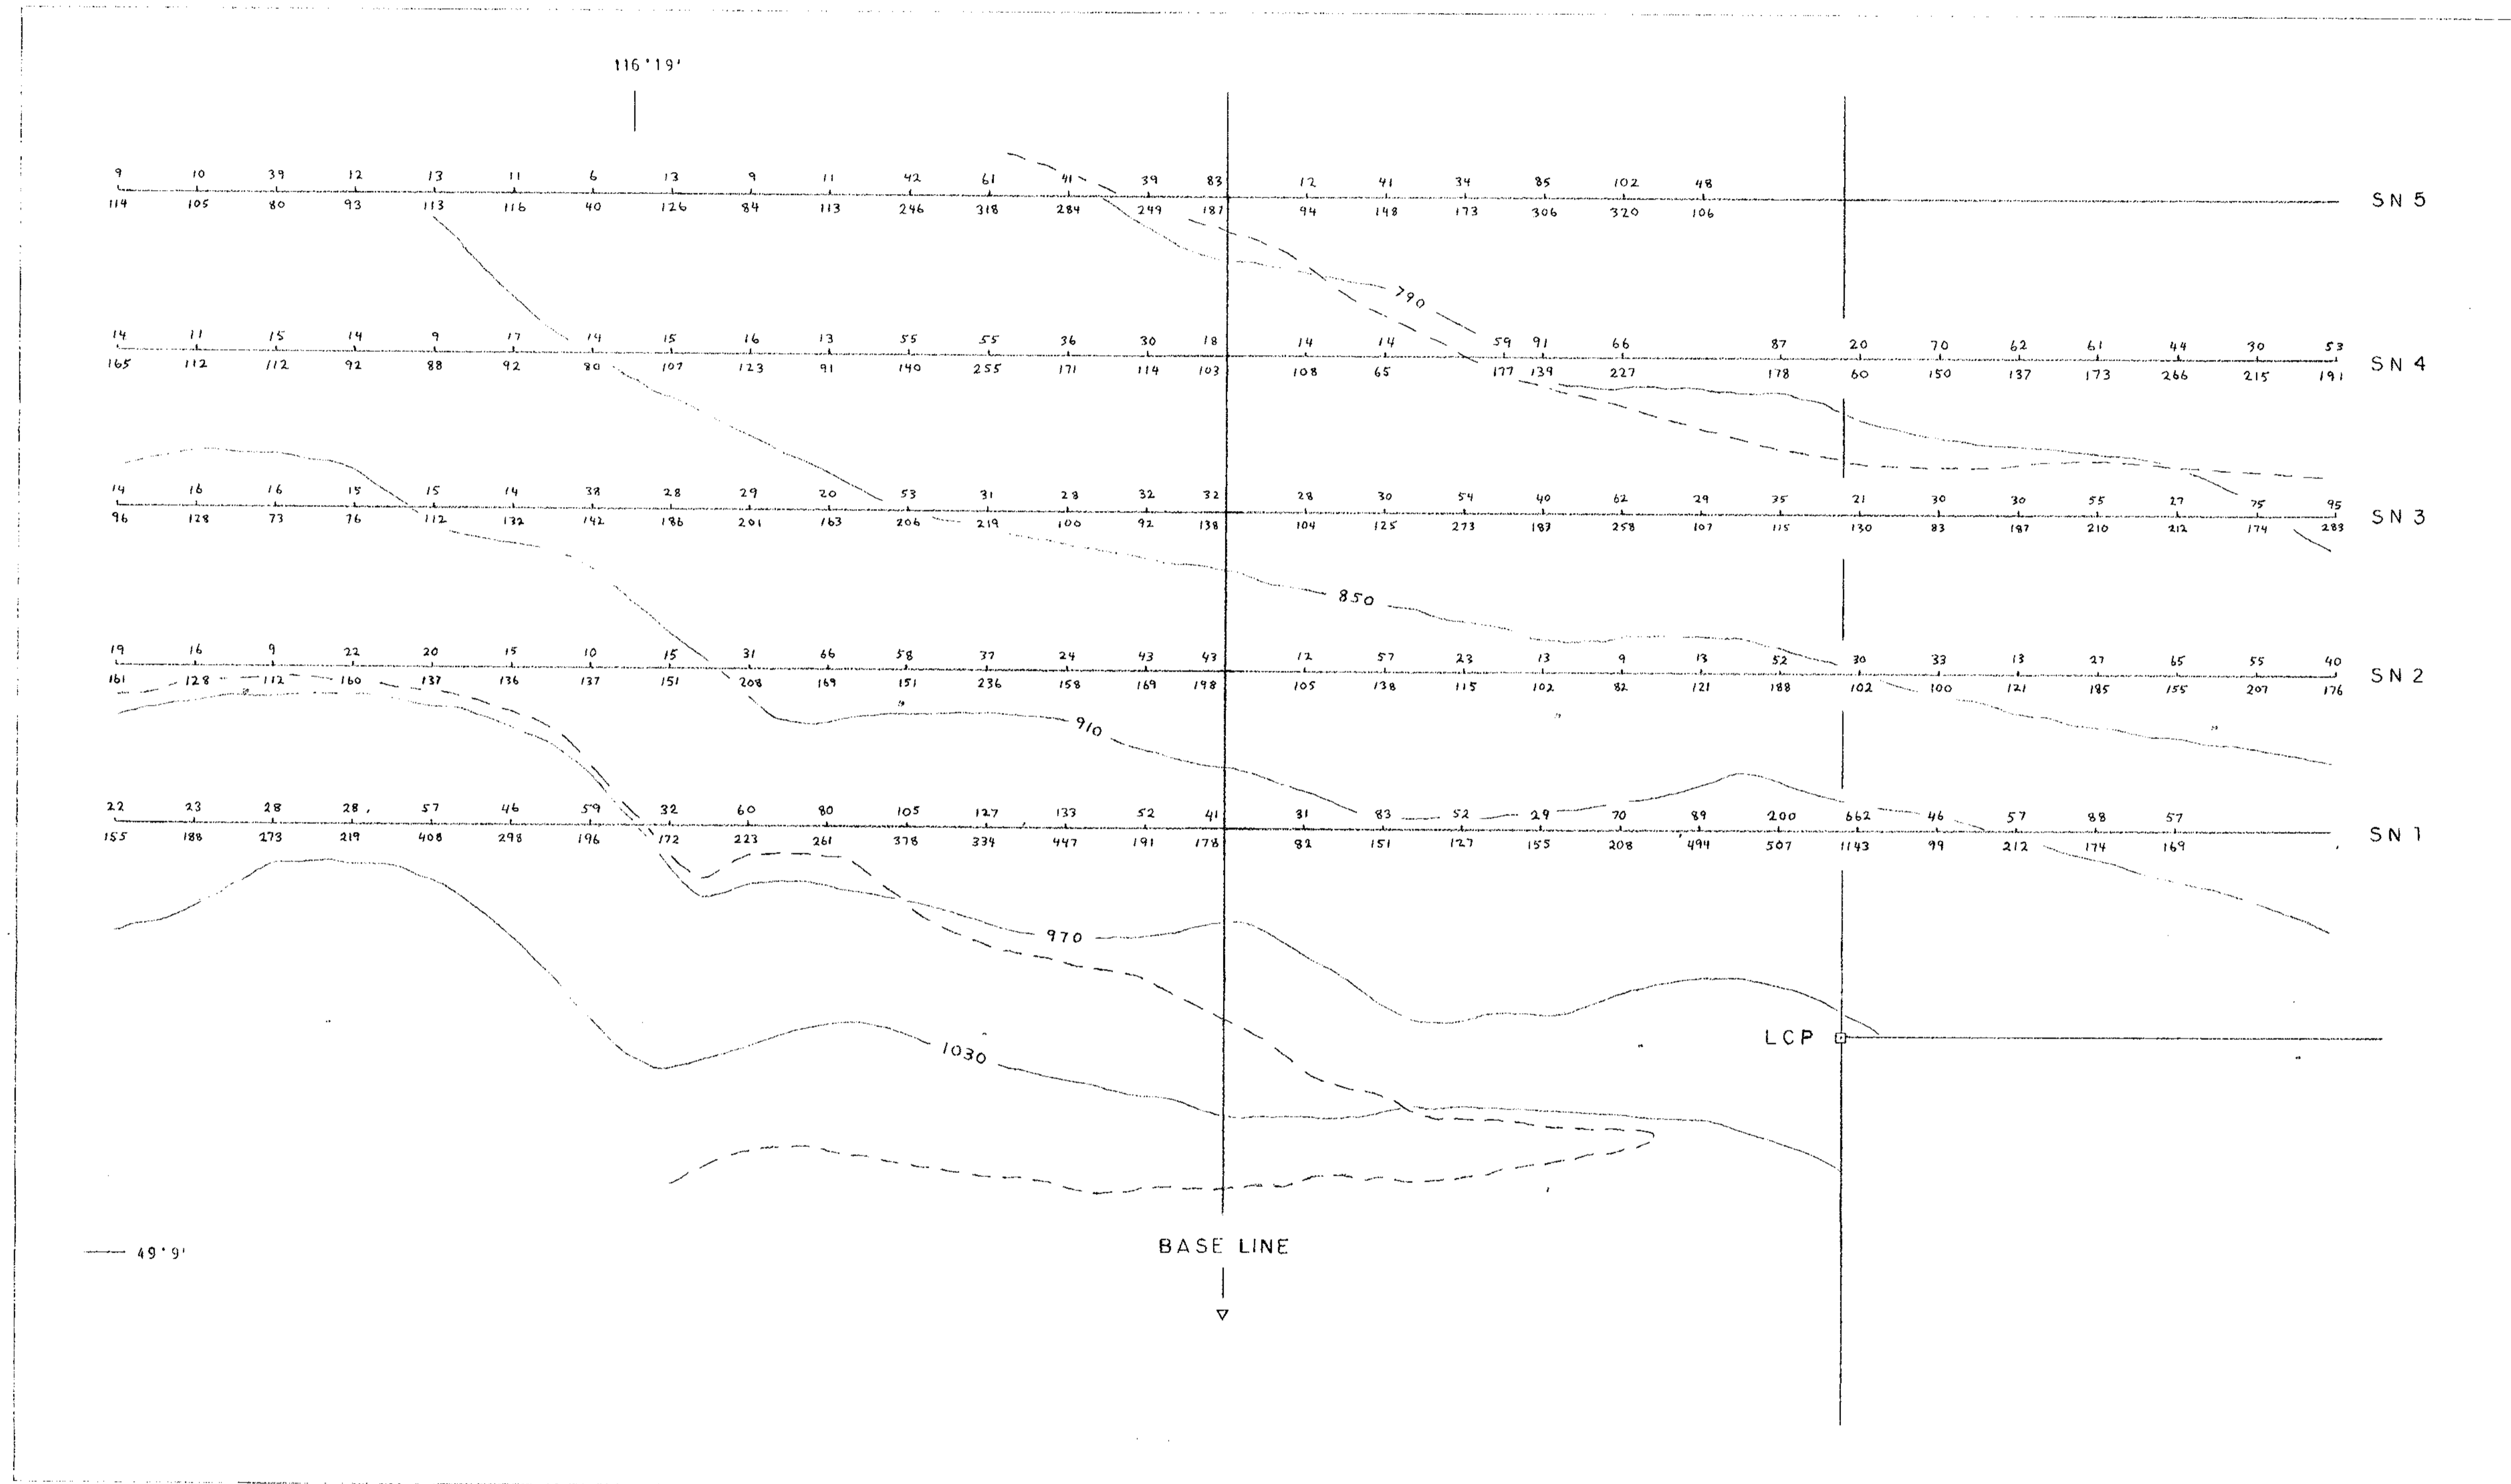 116°19'
9 10 39 12 13 11 6 13 9 11 42 61 41 39 83 12 41 34 85 102 48
114 105 80 93 113 116 40 126 84 113 246 318 284 249 187 94 148 173 306 320 106
SN 5
790
14 11 15 14 9 17 14 15 16 13 55 55 36 30 18 14 14 59 91 66 87 20 70 62 61 44 30 53
165 112 112 92 88 92 80 107 123 91 140 255 171 114 103 108 65 177 139 227 178 60 150 137 173 266 215 191
SN 4
14 16 16 15 15 14 38 28 29 20 53 31 28 32 32 28 30 54 40 62 29 35 21 30 30 55 27 75 95
96 128 73 76 112 132 142 186 201 163 206 219 100 92 138 104 125 273 187 258 107 115 130 83 187 210 212 174 283
SN 3
850
19 16 9 22 20 15 10 15 31 66 58 37 24 43 43 12 57 23 13 9 13 52 30 33 13 27 65 55 40
161 128 112 160 137 136 137 151 208 169 151 236 158 169 198 105 138 115 102 82 121 188 102 100 121 185 155 207 176
SN 2
910
22 23 28 28 57 46 59 32 60 80 105 127 133 52 41 31 83 52 29 70 89 200 662 46 57 88 57
155 188 273 219 408 298 196 172 223 261 378 334 447 191 178 82 151 127 155 208 494 507 1143 99 212 174 169
SN 1
970
LCP
1030
BASE LINE
49°9'